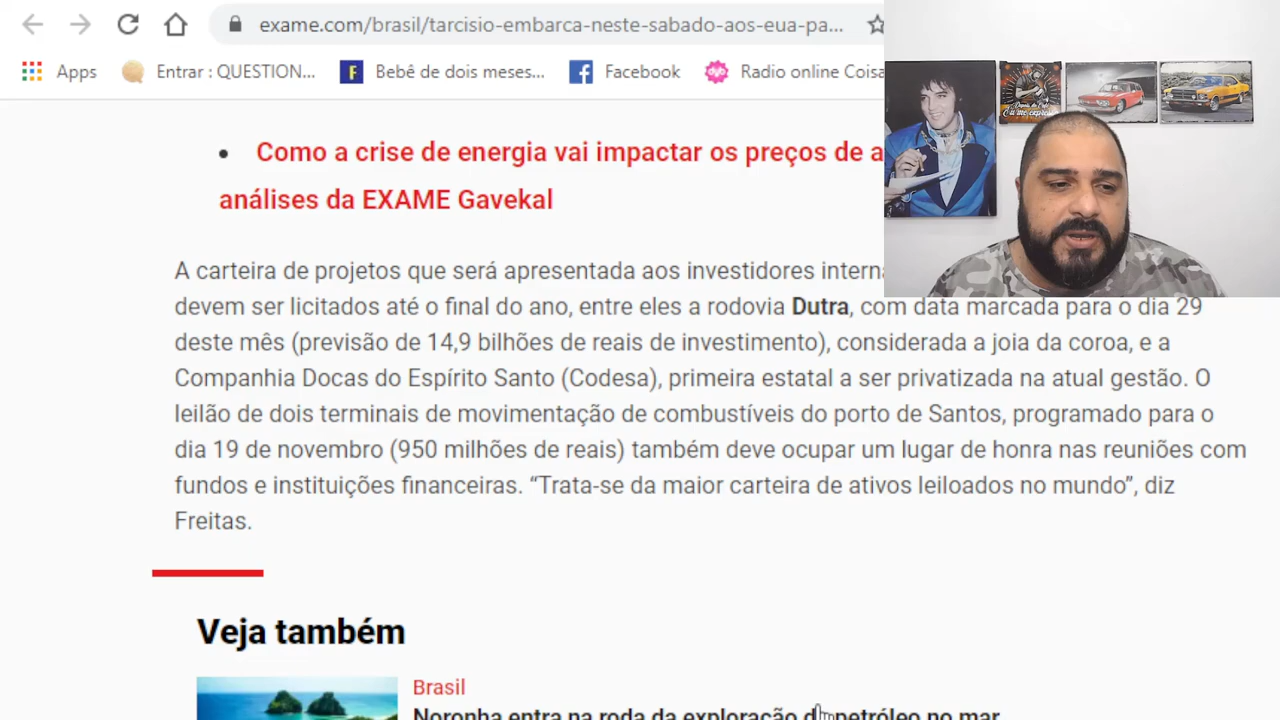 exame.com/brasil/tarcisio-embarca-neste-sabado-aos-eua-pa...
Apps Entrar : QUESTION... Bebê de dois meses... Facebook Radio online Coisa
Como a crise de energia vai impactar os preços de a
análises da EXAME Gavekal
A carteira de projetos que será apresentada aos investidores interna
devem ser licitados até o final do ano, entre eles a rodovia Dutra, com data marcada para o dia 29
deste mês (previsão de 14,9 bilhões de reais de investimento), considerada a joia da coroa, e a
Companhia Docas do Espírito Santo (Codesa), primeira estatal a ser privatizada na atual gestão. O
leilão de dois terminais de movimentação de combustíveis do porto de Santos, programado para o
dia 19 de novembro (950 milhões de reais) também deve ocupar um lugar de honra nas reuniões com
fundos e instituições financeiras. “Trata-se da maior carteira de ativos leiloados no mundo”, diz
Freitas.
Veja também
Brasil
Noronha entra na roda da exploração de petróleo no mar